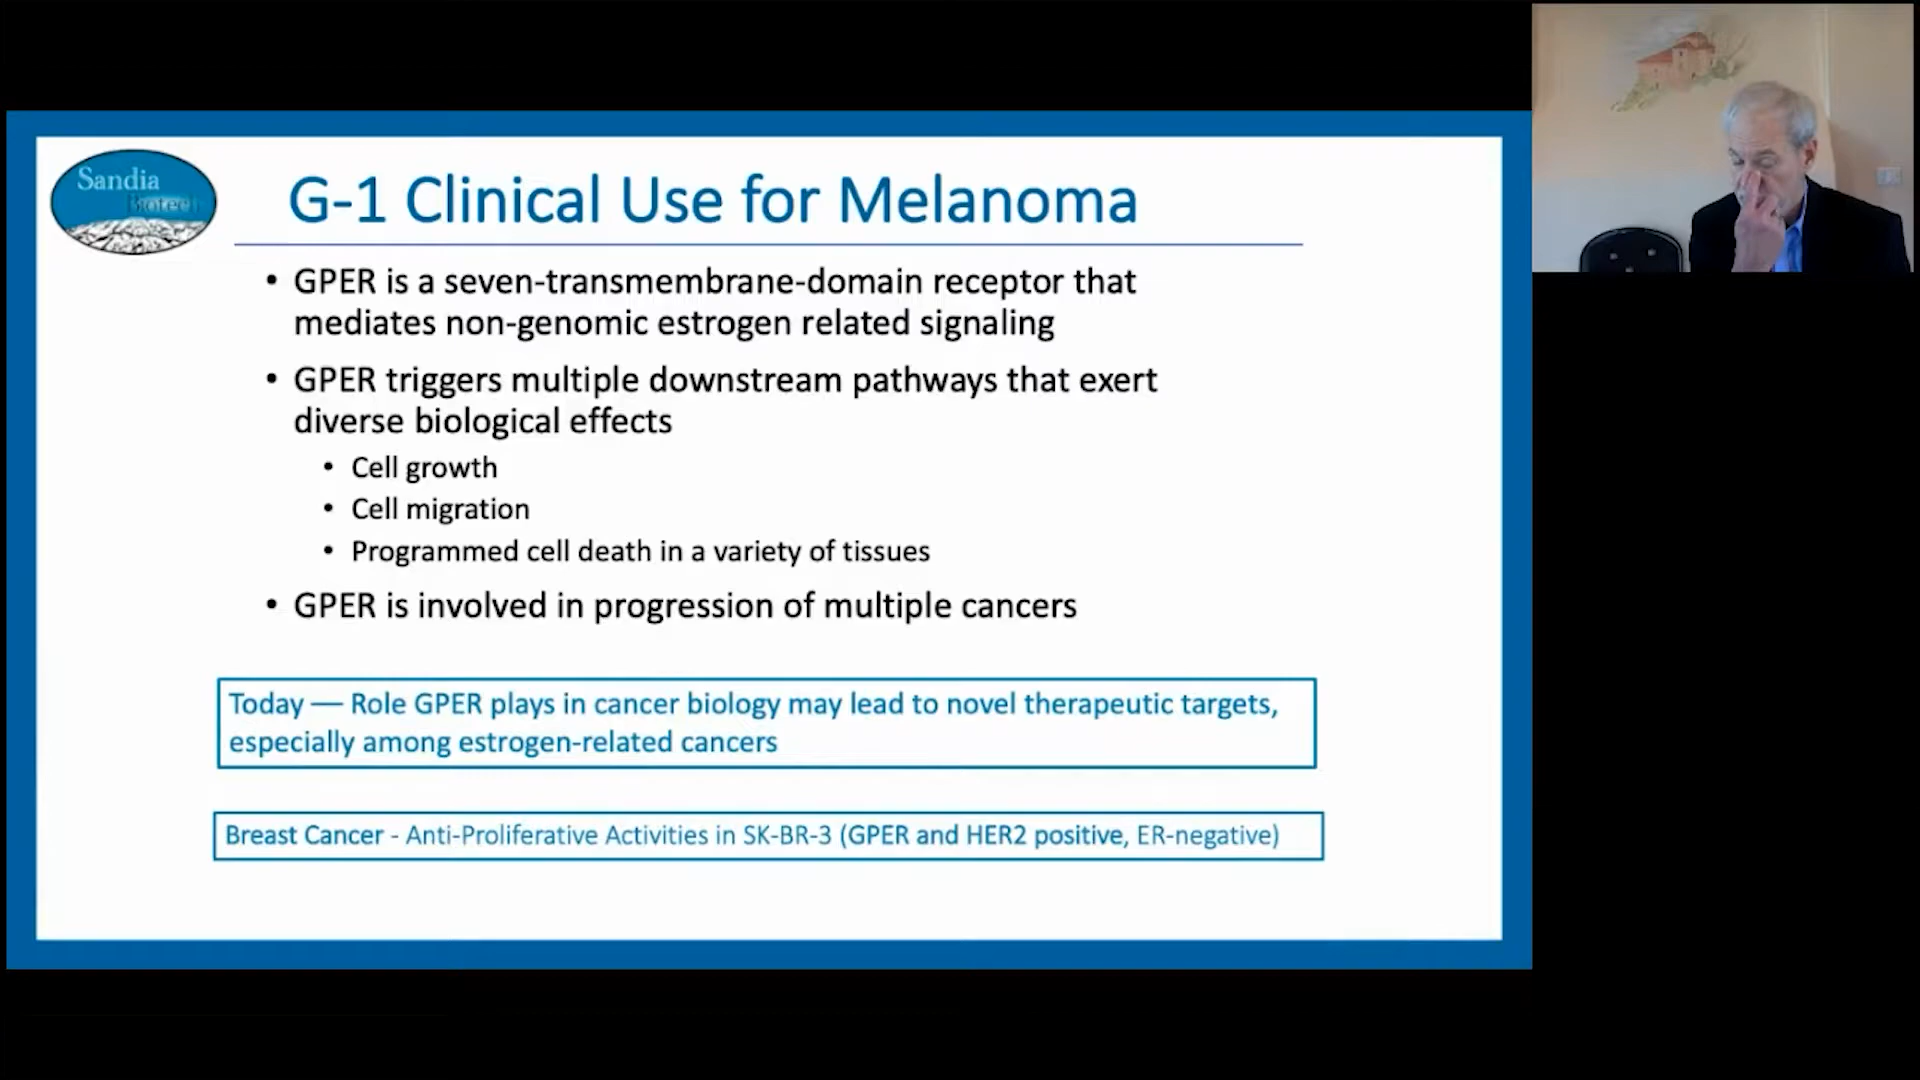 Sandia
Biotech
G-1 Clinical Use for Melanoma
• GPER is a seven-transmembrane-domain receptor that
mediates non-genomic estrogen related signaling
• GPER triggers multiple downstream pathways that exert
diverse biological effects
• Cell growth
• Cell migration
• Programmed cell death in a variety of tissues
• GPER is involved in progression of multiple cancers
Today — Role GPER plays in cancer biology may lead to novel therapeutic targets,
especially among estrogen-related cancers
Breast Cancer - Anti-Proliferative Activities in SK-BR-3 (GPER and HER2 positive, ER-negative)